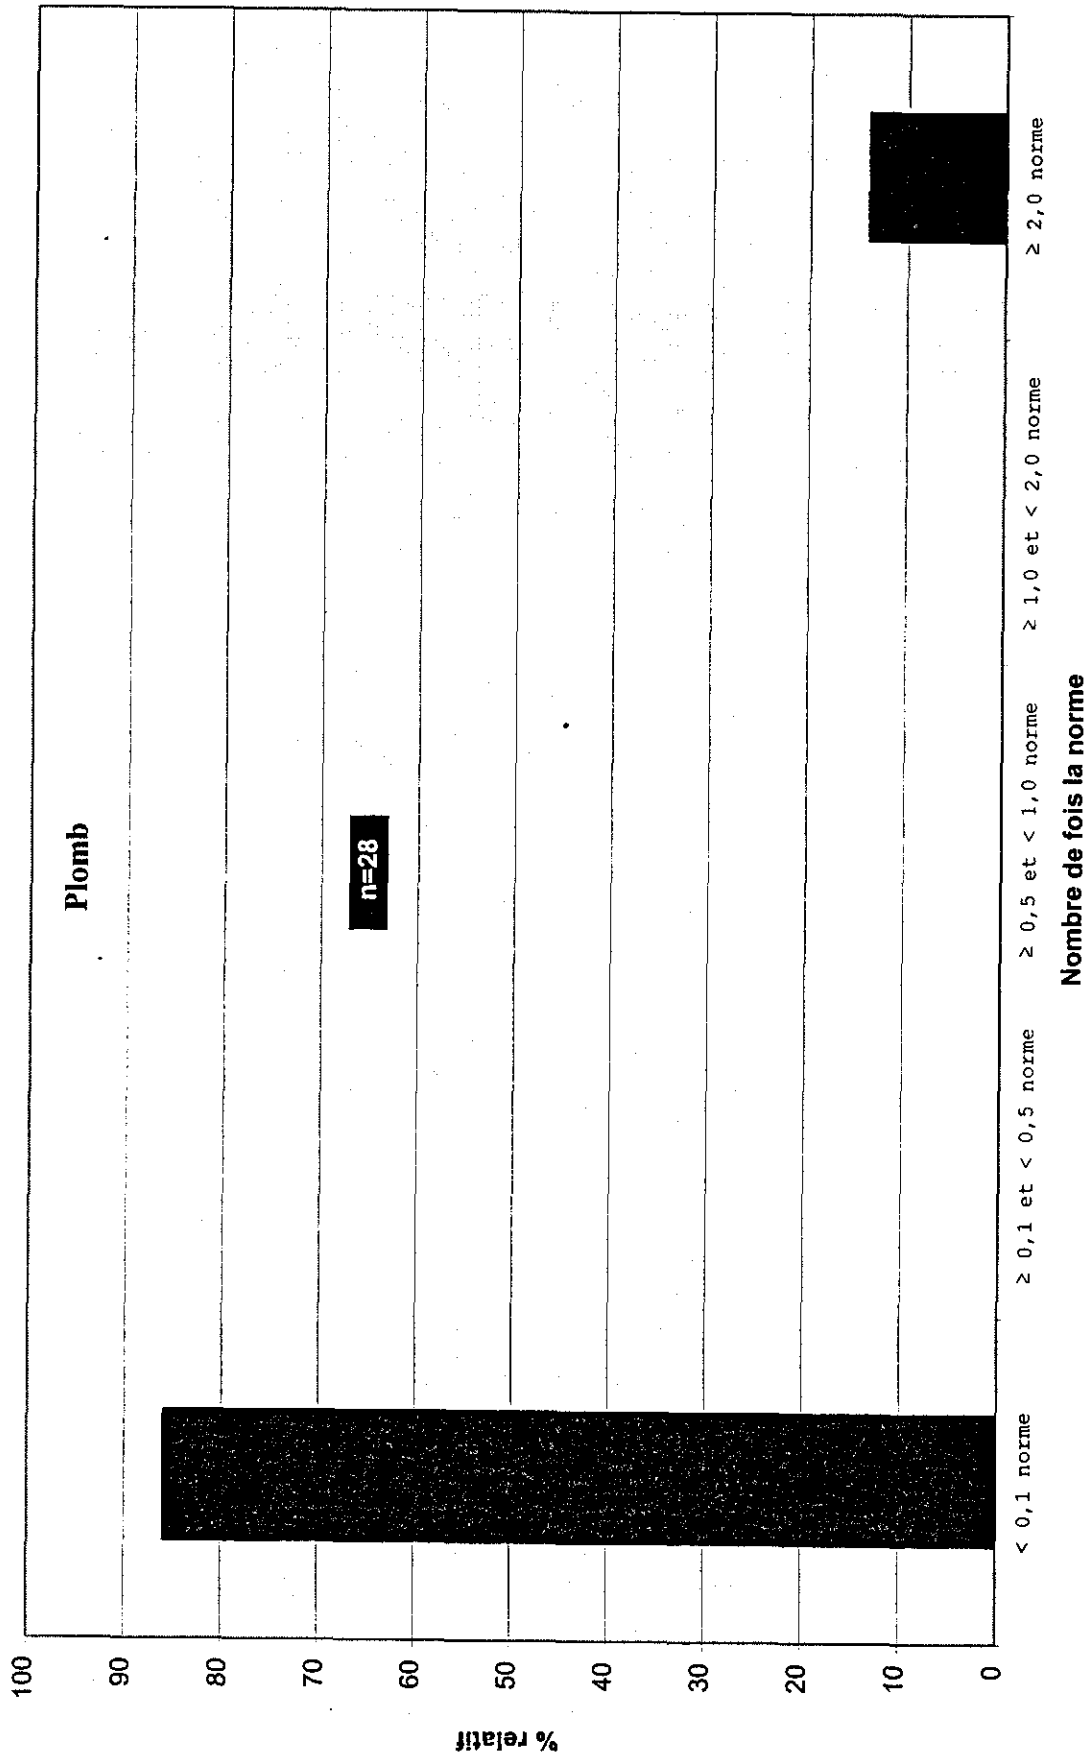 Plomb
n=28
% relatif
100
90
80
70
60
50
40
30
20
10
0
< 0,1 norme
≥ 0,1 et < 0,5 norme
≥ 0,5 et < 1,0 norme
≥ 1,0 et < 2,0 norme
≥ 2,0 norme
Nombre de fois la norme